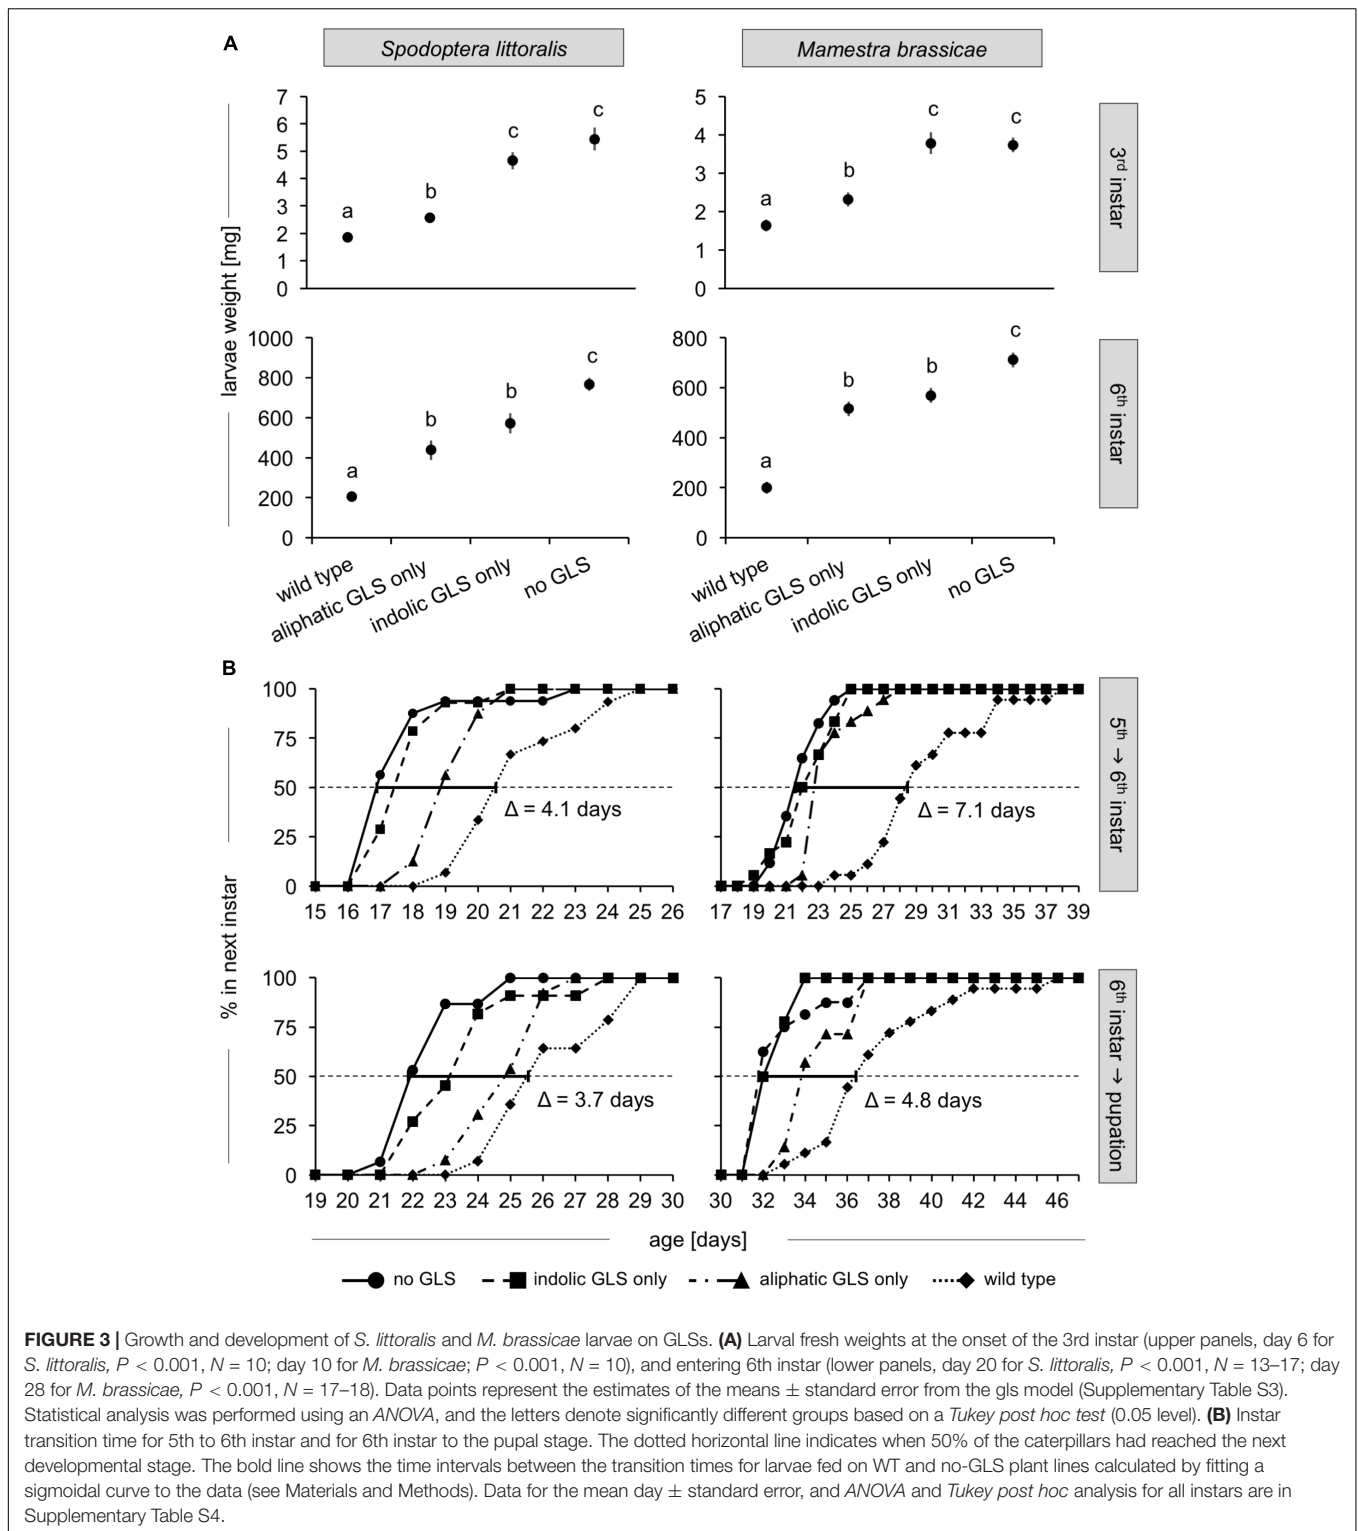 A
Spodoptera littoralis
Mamestra brassicae
larvae weight [mg]
7
6
5
4
3
2
1
0
a
b
c
c
5
4
3
2
1
0
a
b
c
c
3rd instar
1000
800
600
400
200
0
a
b
b
c
800
600
400
200
0
a
b
b
c
6th instar
wild type
aliphatic GLS only
indolic GLS only
no GLS
wild type
aliphatic GLS only
indolic GLS only
no GLS
B
% in next instar
100
75
50
25
0
Δ = 4.1 days
15 16 17 18 19 20 21 22 23 24 25 26
100
75
50
25
0
Δ = 7.1 days
17 19 21 23 25 27 29 31 33 35 37 39
5th → 6th instar
100
75
50
25
0
Δ = 3.7 days
19 20 21 22 23 24 25 26 27 28 29 30
100
75
50
25
0
Δ = 4.8 days
30 32 34 36 38 40 42 44 46
6th instar → pupation
age [days]
no GLS indolic GLS only aliphatic GLS only wild type
FIGURE 3 | Growth and development of S. littoralis and M. brassicae larvae on GLSs. (A) Larval fresh weights at the onset of the 3rd instar (upper panels, day 6 for
S. littoralis, P < 0.001, N = 10; day 10 for M. brassicae; P < 0.001, N = 10), and entering 6th instar (lower panels, day 20 for S. littoralis, P < 0.001, N = 13–17; day
28 for M. brassicae, P < 0.001, N = 17–18). Data points represent the estimates of the means ± standard error from the gls model (Supplementary Table S3).
Statistical analysis was performed using an ANOVA, and the letters denote significantly different groups based on a Tukey post hoc test (0.05 level). (B) Instar
transition time for 5th to 6th instar and for 6th instar to the pupal stage. The dotted horizontal line indicates when 50% of the caterpillars had reached the next
developmental stage. The bold line shows the time intervals between the transition times for larvae fed on WT and no-GLS plant lines calculated by fitting a
sigmoidal curve to the data (see Materials and Methods). Data for the mean day ± standard error, and ANOVA and Tukey post hoc analysis for all instars are in
Supplementary Table S4.